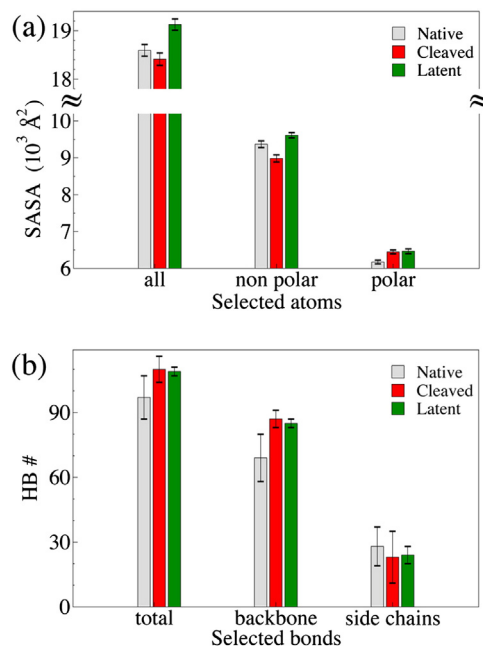 (a)
19
18
10
9
8
7
6
SASA (10³ Å²)
Native
Cleaved
Latent
all non polar polar
Selected atoms
(b)
90
60
30
0
HB #
Native
Cleaved
Latent
total backbone side chains
Selected bonds